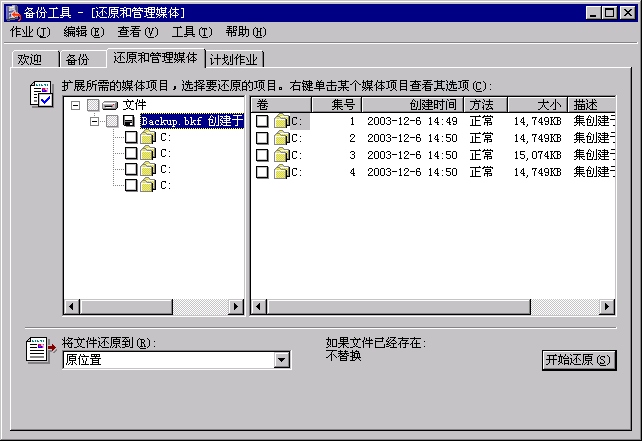 备份工具 - [还原和管理媒体]
作业(J) 编辑(E) 查看(V) 工具(T) 帮助(H)
欢迎 备份 还原和管理媒体 计划作业
扩展所需的媒体项目，选择要还原的项目。右键单击某个媒体项目查看其选项(C):
文件
Backup.bkf 创建于
C:
C:
C:
C:
卷 集号 创建时间 方法 大小 描述
C: 1 2003-12-6 14:49 正常 14,749KB 集创建于
C: 2 2003-12-6 14:50 正常 14,749KB 集创建于
C: 3 2003-12-6 14:50 正常 15,074KB 集创建于
C: 4 2003-12-6 14:50 正常 14,749KB 集创建于
将文件还原到(R):
原位置
如果文件已经存在:
不替换
开始还原(S)